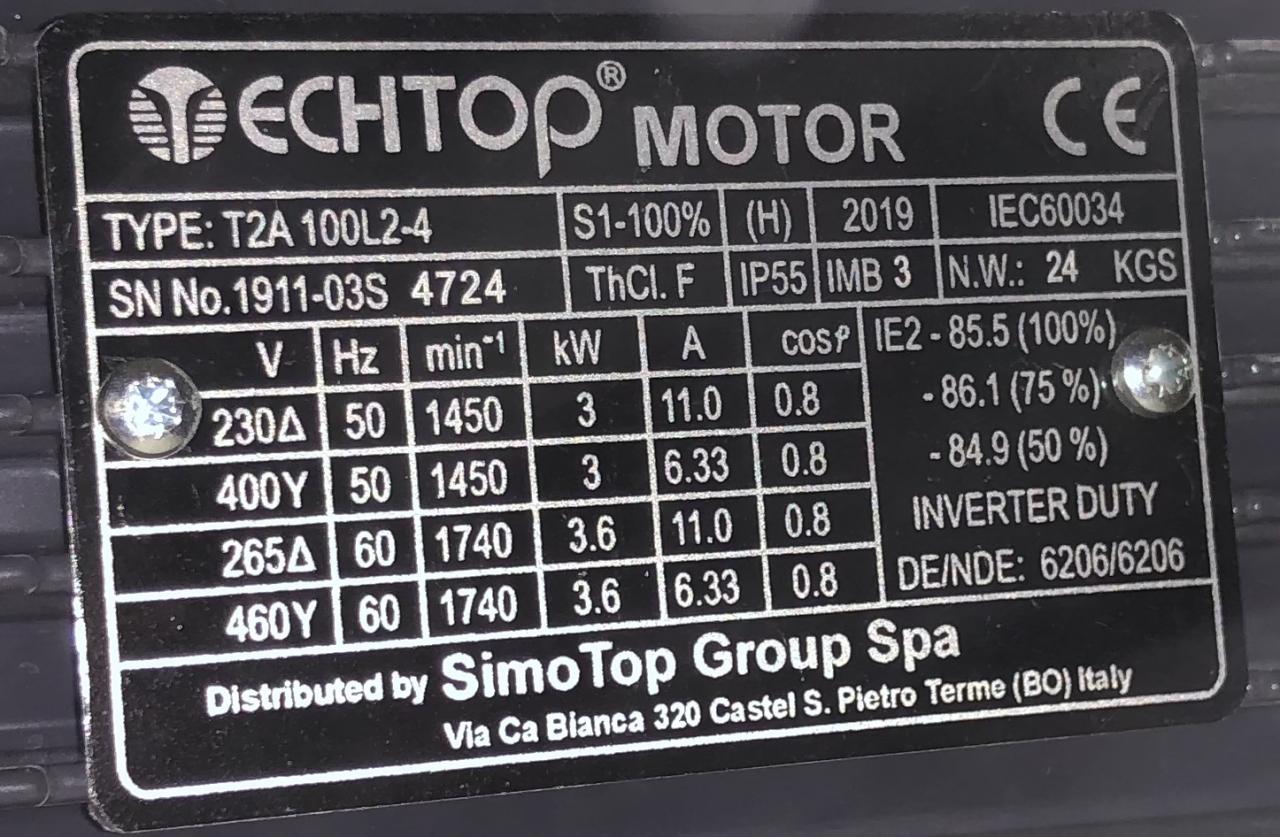 TECHTOP® MOTOR CE
TYPE: T2A 100L2-4 S1-100% (H) 2019 IEC60034
SN No.1911-03S 4724 ThCl. F IP55 IMB 3 N.W.: 24 KGS
V Hz min⁻¹ kW A cosφ IE2 - 85.5 (100%)
230Δ 50 1450 3 11.0 0.8 - 86.1 (75 %)
400Y 50 1450 3 6.33 0.8 - 84.9 (50 %)
265Δ 60 1740 3.6 11.0 0.8 INVERTER DUTY
460Y 60 1740 3.6 6.33 0.8 DE/NDE: 6206/6206
Distributed by SimoTop Group Spa
Via Ca Bianca 320 Castel S. Pietro Terme (BO) Italy